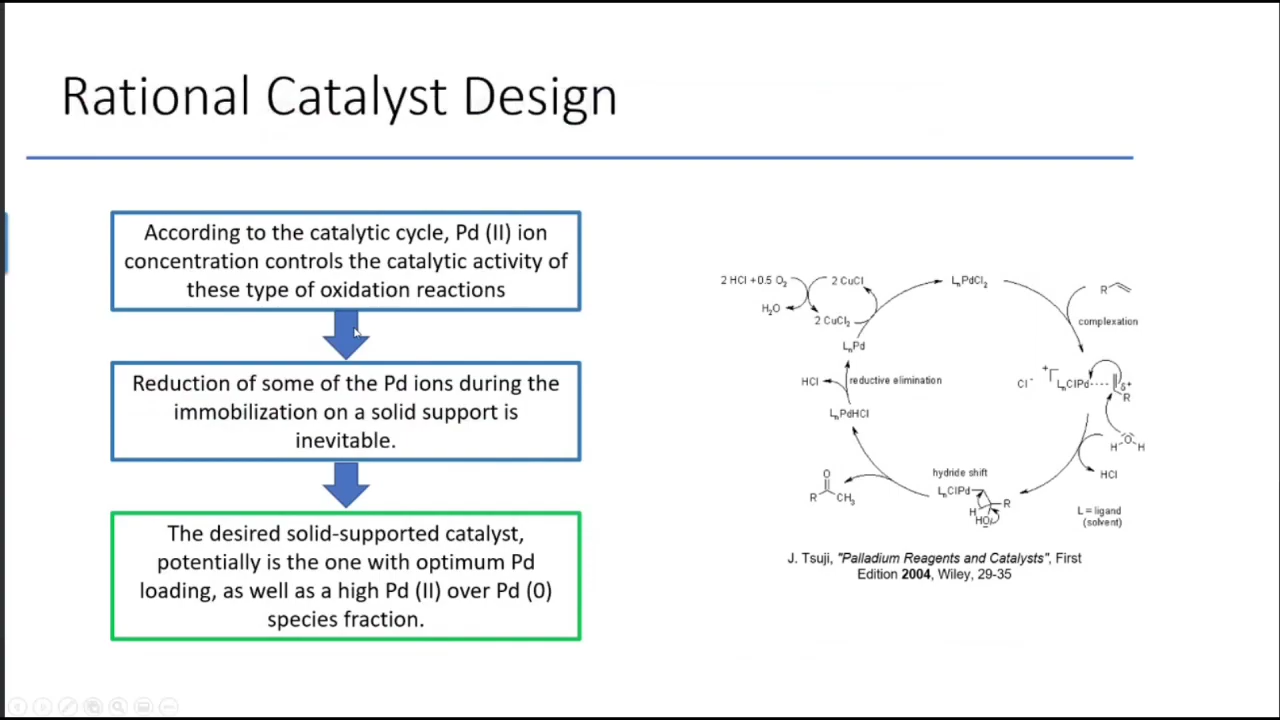 Rational Catalyst Design
According to the catalytic cycle, Pd (II) ion
concentration controls the catalytic activity of
these type of oxidation reactions
Reduction of some of the Pd ions during the
immobilization on a solid support is
inevitable.
The desired solid-supported catalyst,
potentially is the one with optimum Pd
loading, as well as a high Pd (II) over Pd (0)
species fraction.
2 HCl +0.5 O₂
2 CuCl
LₙPdCl₂
R
H₂O
2 CuCl₂
complexation
LₙPd
HCl
reductive elimination
Cl⁻
+
LₙClPd
δ+
R
LₙPdHCl
H
O
H
HCl
hydride shift
O
R
CH₃
LₙClPd
R
H
HO
L = ligand
(solvent)
J. Tsuji, "Palladium Reagents and Catalysts", First
Edition 2004, Wiley, 29-35